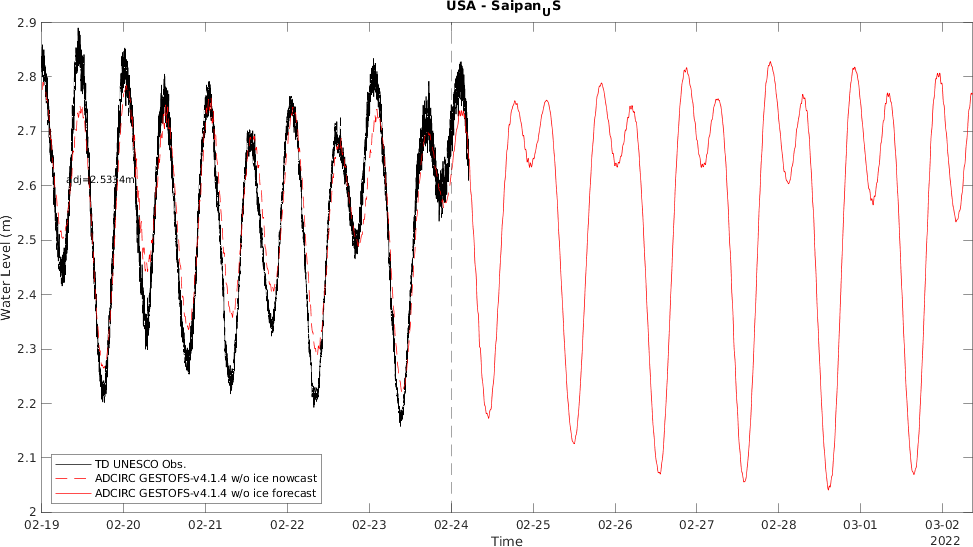 USA - SaipanUS
2.9
2.8
2.7
2.6
2.5
2.4
2.3
2.2
2.1
2
Water Level (m)
adj=2.5334m
TD UNESCO Obs.
ADCIRC GESTOFS-v4.1.4 w/o ice nowcast
ADCIRC GESTOFS-v4.1.4 w/o ice forecast
02-19 02-20 02-21 02-22 02-23 02-24 02-25 02-26 02-27 02-28 03-01 03-02
Time 2022